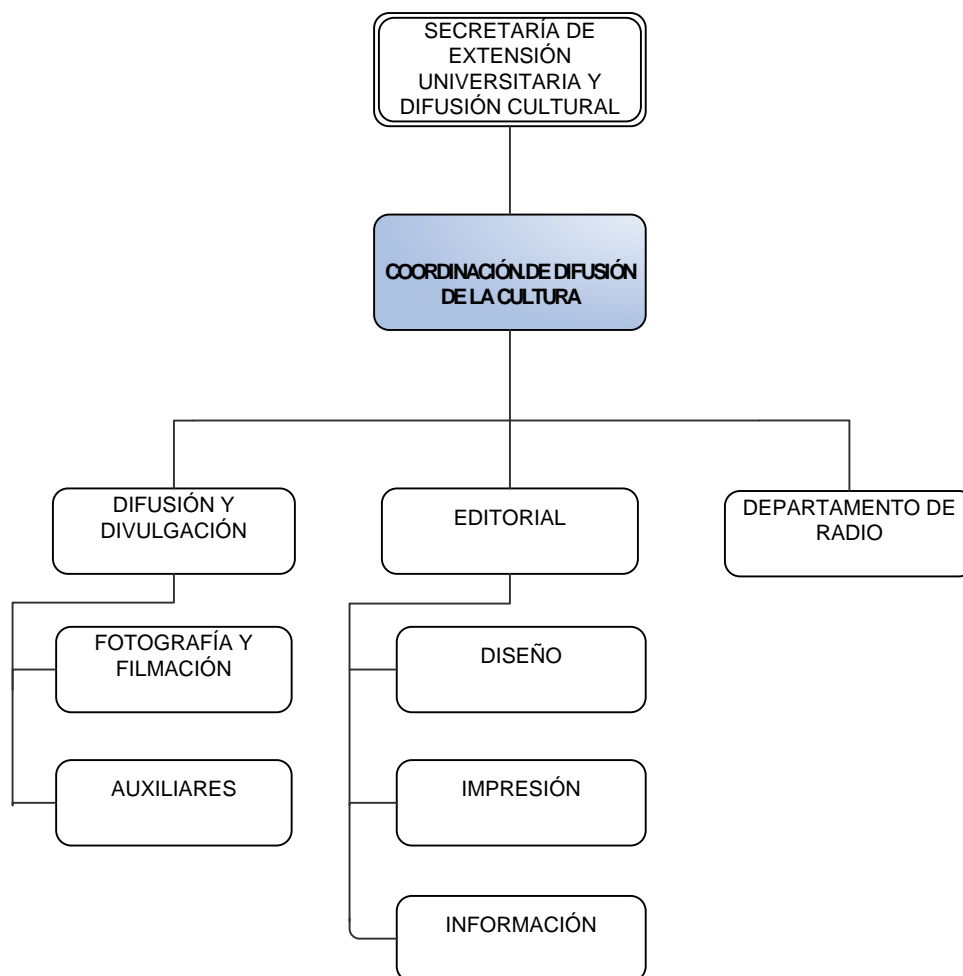 SECRETARÍA DE
EXTENSIÓN
UNIVERSITARIA Y
DIFUSIÓN CULTURAL
COORDINACIÓN.DE DIFUSIÓN
DE LA CULTURA
DIFUSIÓN Y
DIVULGACIÓN
EDITORIAL
DEPARTAMENTO DE
RADIO
FOTOGRAFÍA Y
FILMACIÓN
DISEÑO
AUXILIARES
IMPRESIÓN
INFORMACIÓN